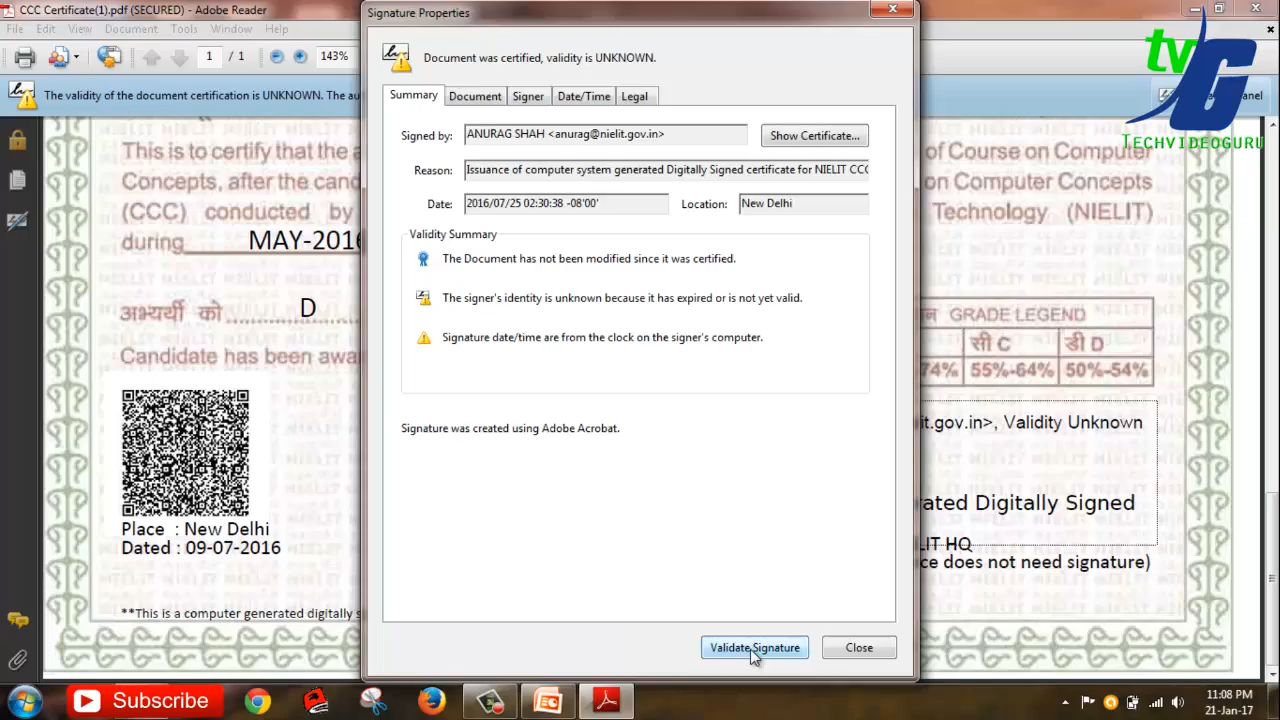 CCC Certificate(1).pdf (SECURED) - Adobe Reader
File Edit View Document Tools Window Help
1 / 1 143%
The validity of the document certification is UNKNOWN. The au
This is to certify that the a
Concepts, after the cand
(CCC) conducted by
during MAY-2016
अभ्यर्थी को D
Candidate has been awa
Place : New Delhi
Dated : 09-07-2016
**This is a computer generated digitally s
Signature Properties
Document was certified, validity is UNKNOWN.
Summary Document Signer Date/Time Legal
Signed by: ANURAG SHAH <anurag@nielit.gov.in> Show Certificate...
Reason: Issuance of computer system generated Digitally Signed certificate for NIELIT CCC
Date: 2016/07/25 02:30:38 -08'00' Location: New Delhi
Validity Summary
The Document has not been modified since it was certified.
The signer's identity is unknown because it has expired or is not yet valid.
Signature date/time are from the clock on the signer's computer.
Signature was created using Adobe Acrobat.
Validate Signature Close
tvG
TECHVIDEOGURU
of Course on Computer
on Computer Concepts
Technology (NIELIT)
GRADE LEGEND
सी C डी D
74% 55%-64% 50%-54%
it.gov.in>, Validity Unknown
rated Digitally Signed
LIT HQ
ce does not need signature)
Subscribe
11:08 PM
21-Jan-17